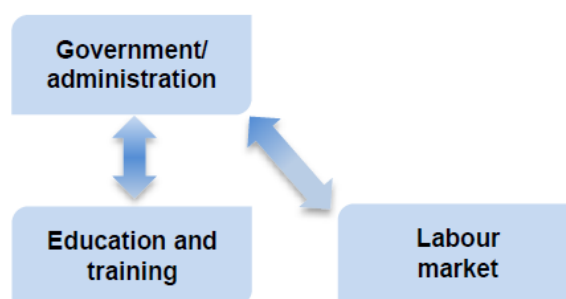 Government/
administration
Education and
training
Labour
market